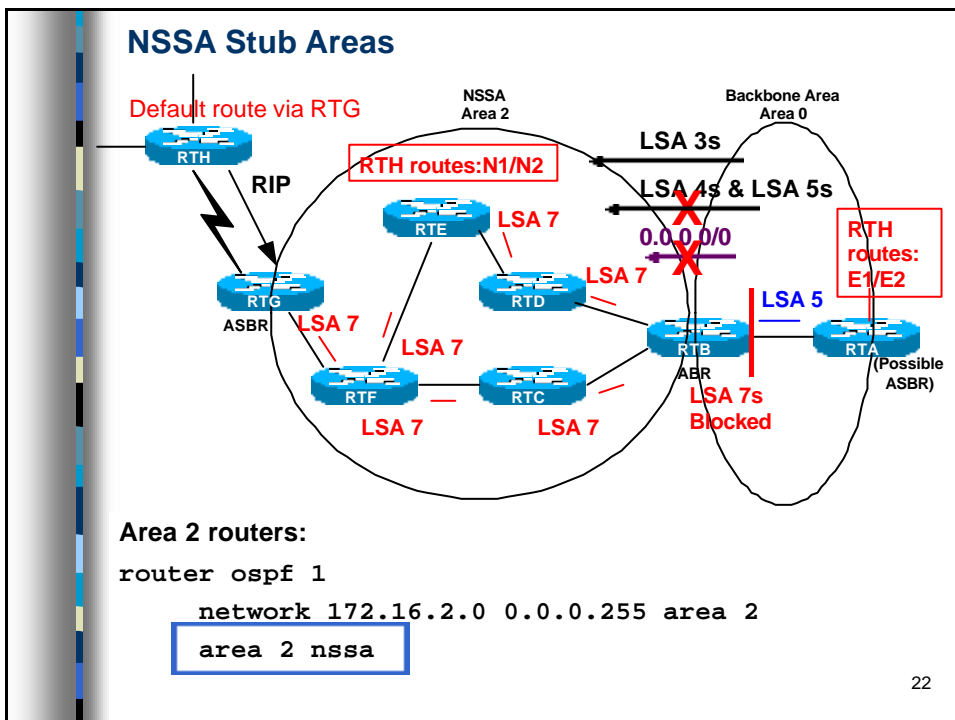 NSSA Stub Areas
Default route via RTG
NSSA
Area 2
Backbone Area
Area 0
RTH
RIP
RTH routes:N1/N2
LSA 3s
LSA 4s & LSA 5s
0.0.0.0/0
X
X
RTH
routes:
E1/E2
RTE
LSA 7
RTD
LSA 7
RTG
ASBR
LSA 7
LSA 7
LSA 5
RTB
ABR
RTA
(Possible
ASBR)
RTF
RTC
LSA 7
LSA 7
LSA 7s
Blocked
Area 2 routers:
router ospf 1
network 172.16.2.0 0.0.0.255 area 2
area 2 nssa
22